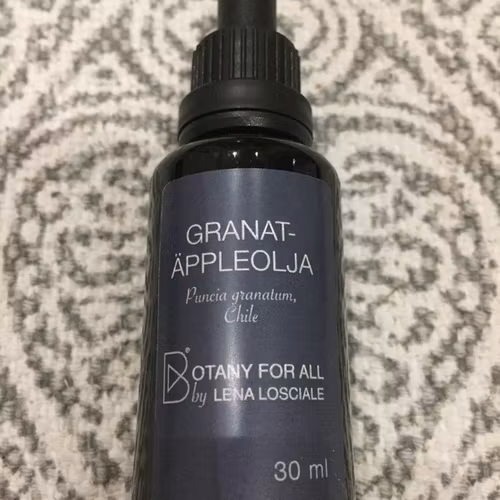 GRANAT-
ÄPPLEOLJA
Puncia granatum,
Chile
BOTANY FOR ALL
by LENA LOSCIALE
30 ml